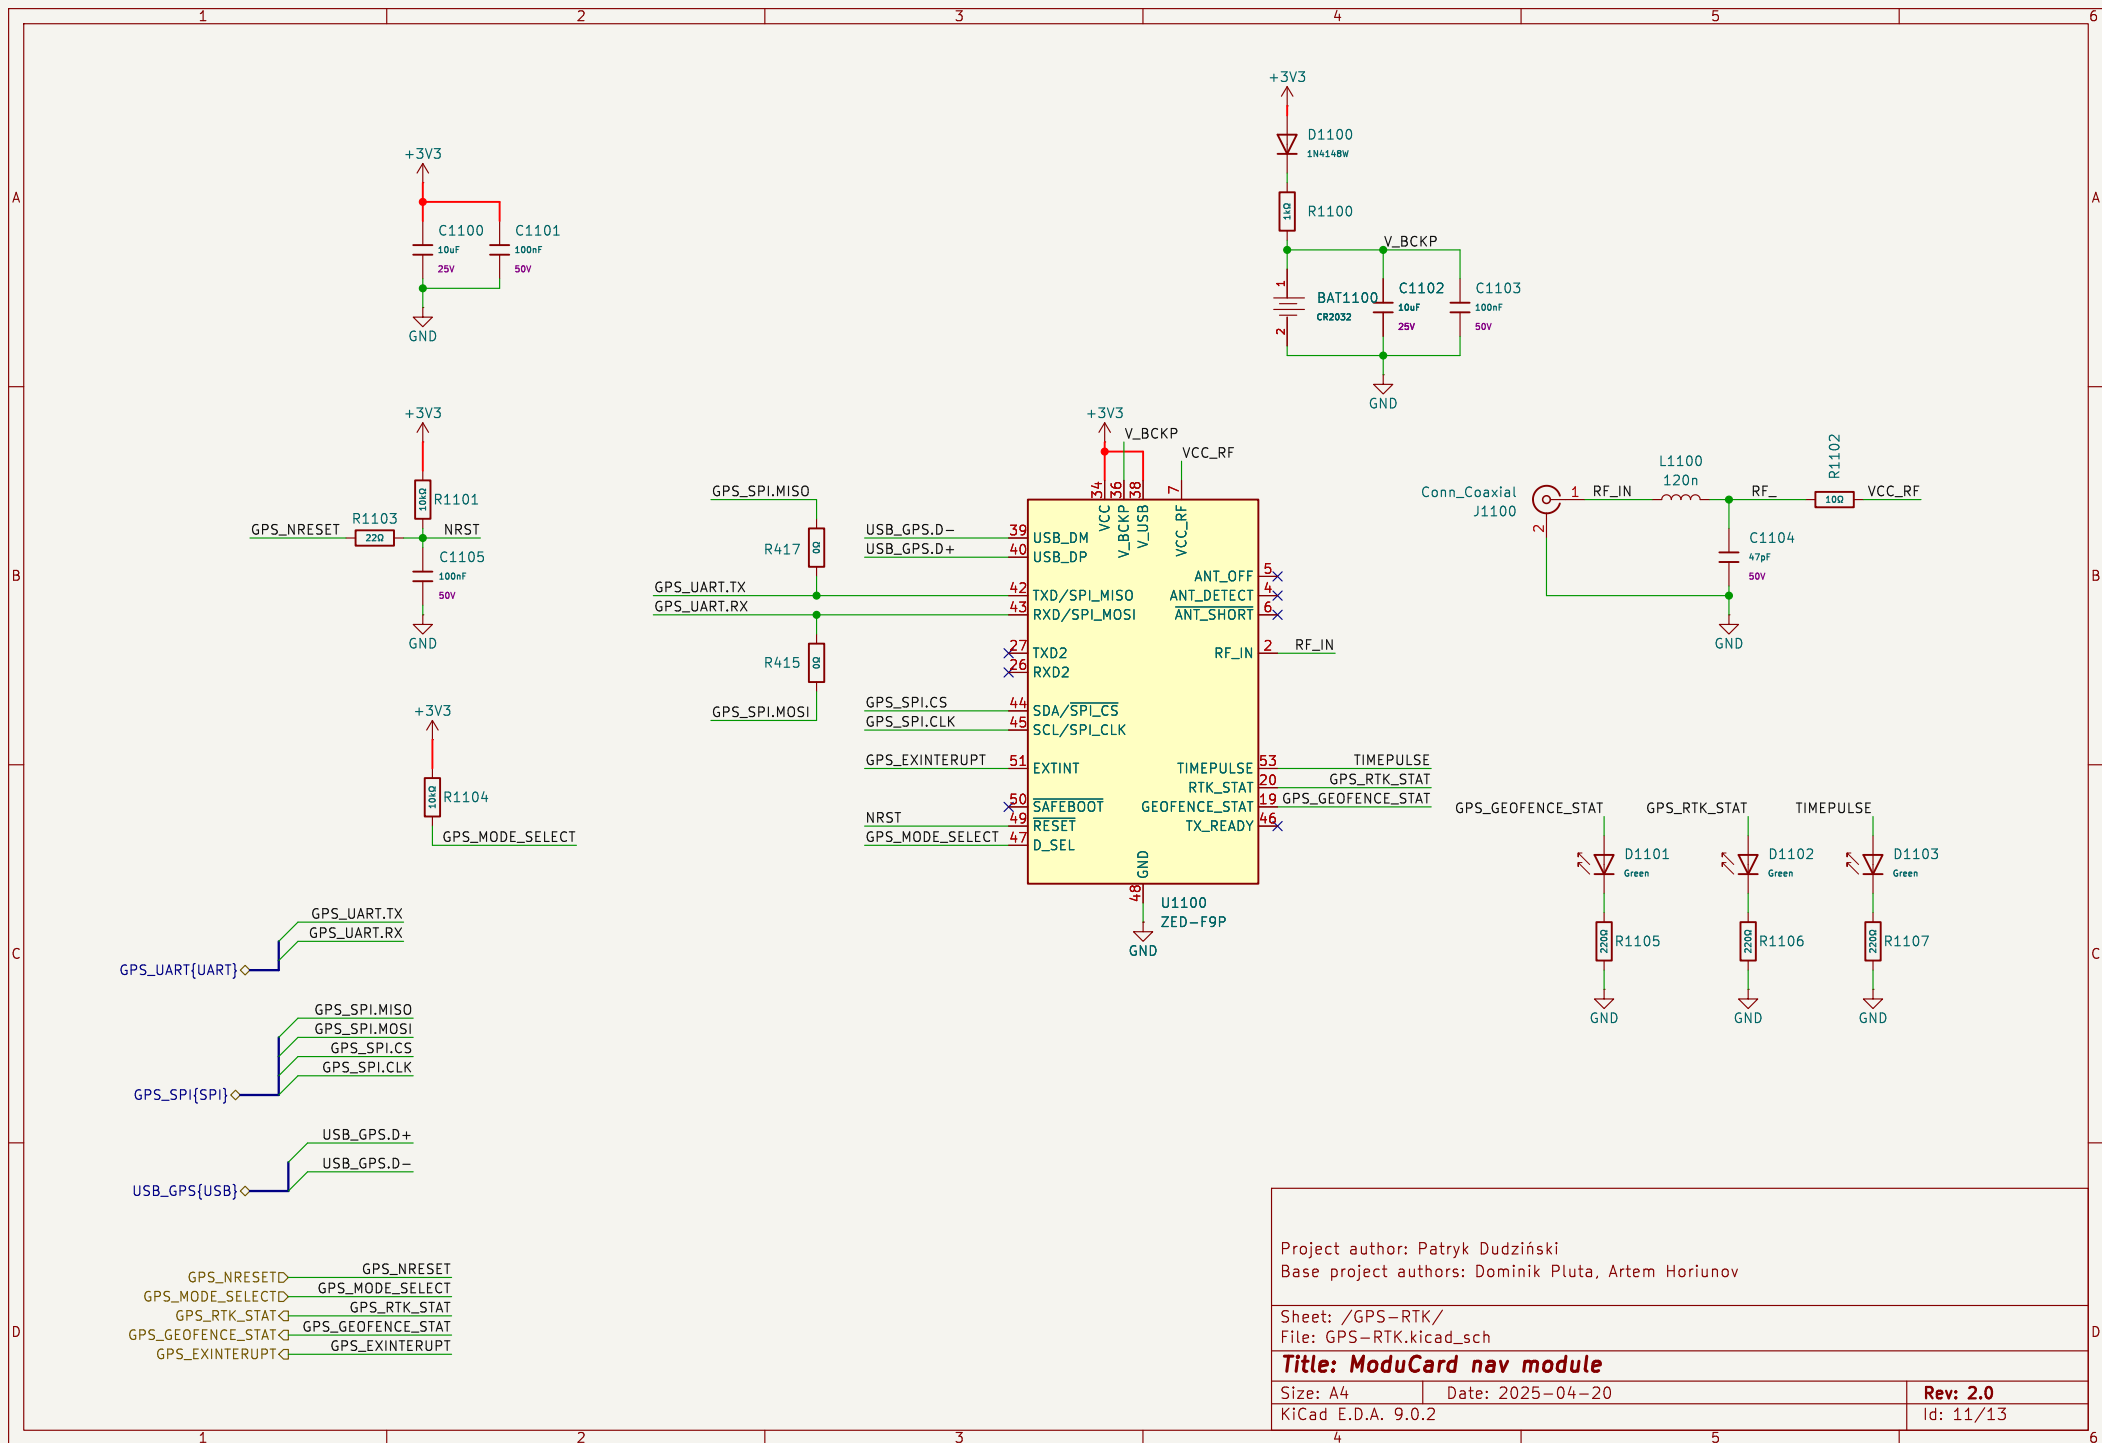 1 2 3 4 5 6
A
B
C
D
+3V3
C1100
10uF
25V
C1101
100nF
50V
GND
+3V3
R1101
10kΩ
R1103
22Ω
GPS_NRESET
NRST
C1105
100nF
50V
GND
+3V3
R1104
10kΩ
GPS_MODE_SELECT
GPS_UART.TX
GPS_UART.RX
GPS_UART{UART}
GPS_SPI.MISO
GPS_SPI.MOSI
GPS_SPI.CS
GPS_SPI.CLK
GPS_SPI{SPI}
USB_GPS.D+
USB_GPS.D-
USB_GPS{USB}
GPS_NRESET GPS_NRESET
GPS_MODE_SELECT GPS_MODE_SELECT
GPS_RTK_STAT GPS_RTK_STAT
GPS_GEOFENCE_STAT GPS_GEOFENCE_STAT
GPS_EXINTERUPT GPS_EXINTERUPT
+3V3
D1100
1N4148W
R1100
1kΩ
V_BCKP
1
BAT1100
CR2032
2
C1102
10uF
25V
C1103
100nF
50V
GND
+3V3
V_BCKP
VCC_RF
34 36 38 7
VCC V_BCKP V_USB VCC_RF
GPS_SPI.MISO
R417
0Ω
USB_GPS.D- 39 USB_DM
USB_GPS.D+ 40 USB_DP
GPS_UART.TX 42 TXD/SPI_MISO
GPS_UART.RX 43 RXD/SPI_MOSI
27 TXD2
26 RXD2
R415
0Ω
GPS_SPI.MOSI
GPS_SPI.CS 44 SDA/SPI_CS
GPS_SPI.CLK 45 SCL/SPI_CLK
GPS_EXINTERUPT 51 EXTINT
50 SAFEBOOT
NRST 49 RESET
GPS_MODE_SELECT 47 D_SEL
ANT_OFF 5
ANT_DETECT 4
ANT_SHORT 6
RF_IN 2 RF_IN
TIMEPULSE 53 TIMEPULSE
RTK_STAT 20 GPS_RTK_STAT
GEOFENCE_STAT 19 GPS_GEOFENCE_STAT
TX_READY 46
GND
48
U1100
ZED-F9P
GND
Conn_Coaxial
J1100
1
2
RF_IN
L1100
120n
RF_
R1102
10Ω
VCC_RF
C1104
47pF
50V
GND
GPS_GEOFENCE_STAT
D1101
Green
220Ω
R1105
GND
GPS_RTK_STAT
D1102
Green
220Ω
R1106
GND
TIMEPULSE
D1103
Green
220Ω
R1107
GND
Project author: Patryk Dudziński
Base project authors: Dominik Pluta, Artem Horiunov
Sheet: /GPS-RTK/
File: GPS-RTK.kicad_sch
Title: ModuCard nav module
Size: A4 Date: 2025-04-20 Rev: 2.0
KiCad E.D.A. 9.0.2 Id: 11/13
A
B
C
D
1 2 3 4 5 6